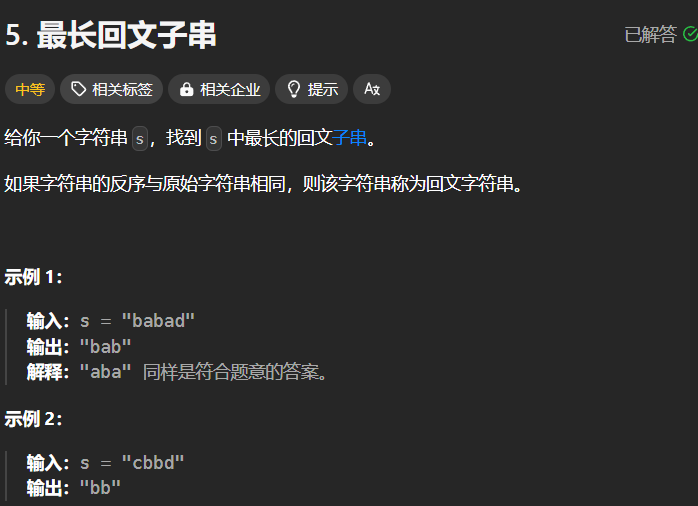 5. 最长回文子串
已解答
中等 相关标签 相关企业 提示
给你一个字符串 s，找到 s 中最长的回文子串。
如果字符串的反序与原始字符串相同，则该字符串称为回文字符串。
示例 1：
输入：s = "babad"
输出："bab"
解释："aba" 同样是符合题意的答案。
示例 2：
输入：s = "cbbd"
输出："bb"